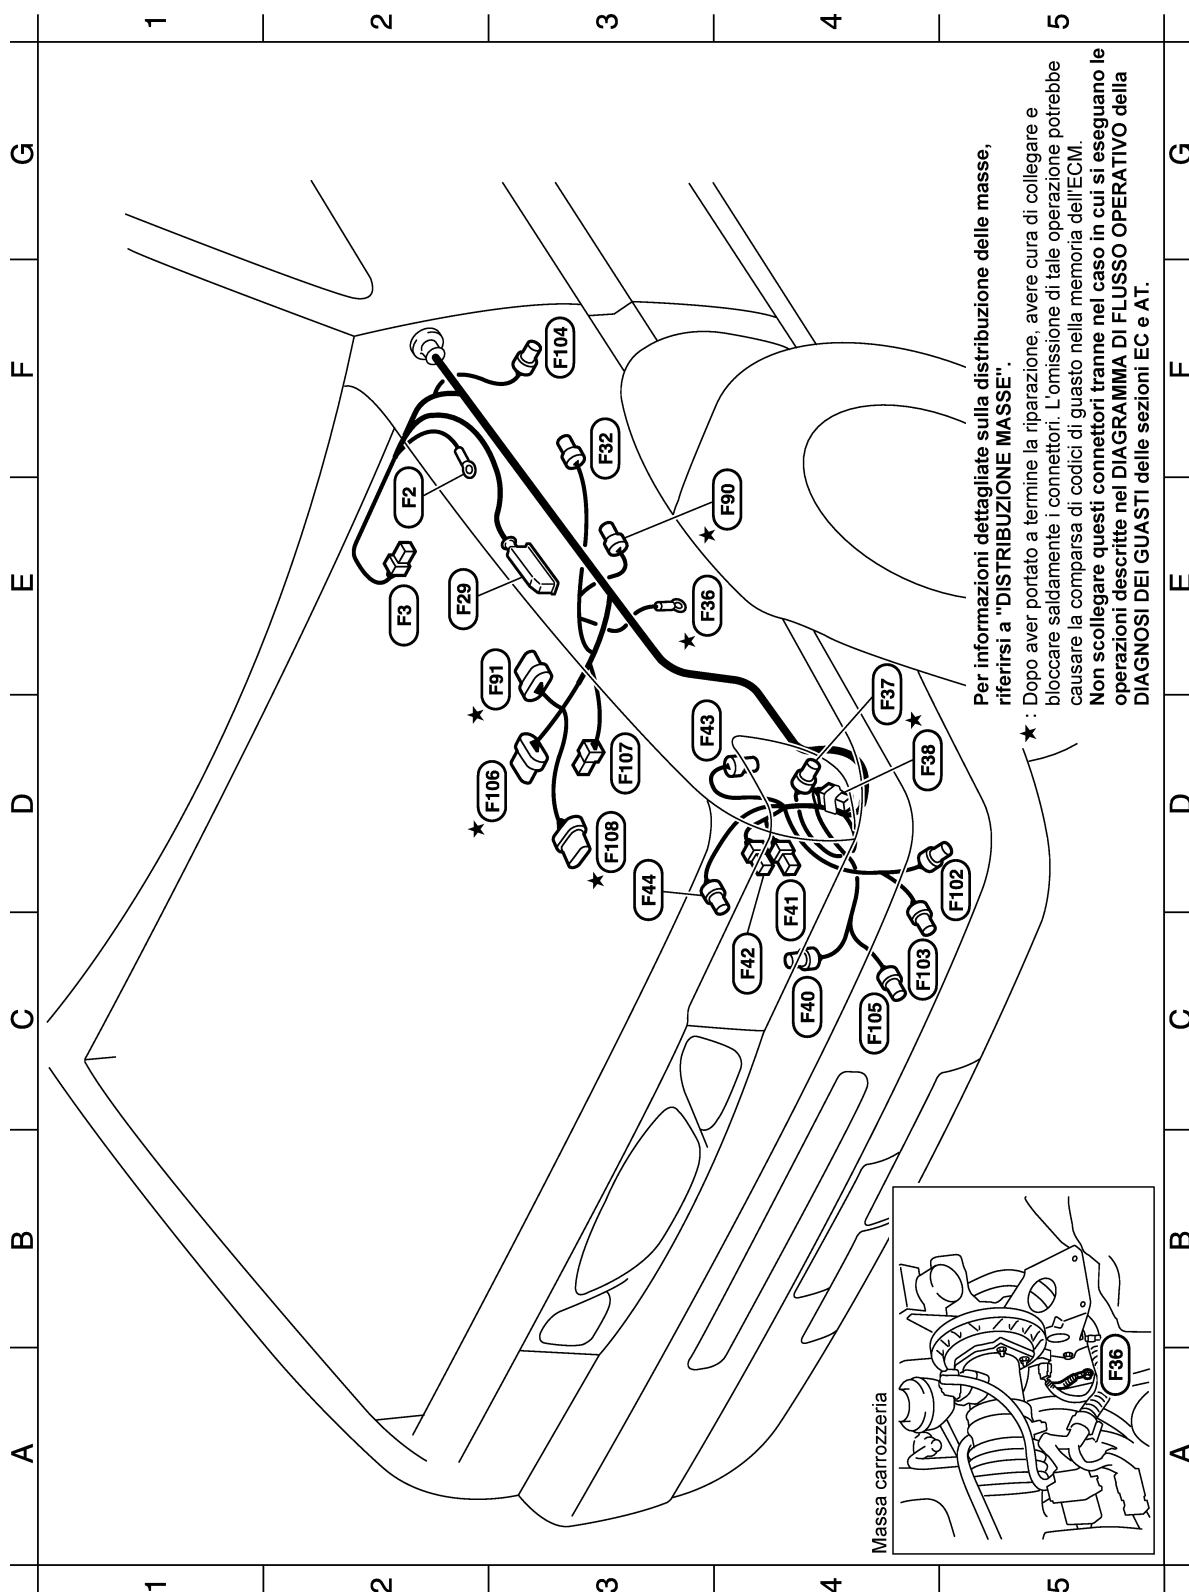 A B C D E F G
1 1
2 2
F3
F2
F29
★ F106
★ F91
F104
★ F108
F32
3 3
F107
F44
F43
★ F36
★ F90
F42
F41
F40
4 4
F105
F37
F103
★ F38
F102
Per informazioni dettagliate sulla distribuzione delle masse,
riferirsi a "DISTRIBUZIONE MASSE".
★ : Dopo aver portato a termine la riparazione, avere cura di collegare e
bloccare saldamente i connettori. L'omissione di tale operazione potrebbe
causare la comparsa di codici di guasto nella memoria dell'ECM.
Non scollegare questi connettori tranne nel caso in cui si eseguano le
operazioni descritte nel DIAGRAMMA DI FLUSSO OPERATIVO della
DIAGNOSI DEI GUASTI delle sezioni EC e AT.
Massa carrozzeria
F36
5 5
A B C D E F G